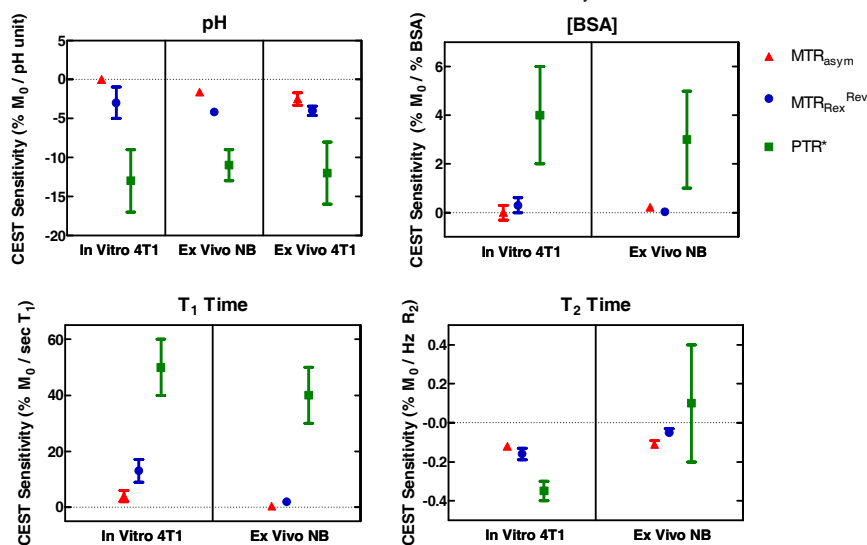 pH
[BSA]
CEST Sensitivity (% M0 / pH unit)
5
0
-5
-10
-15
-20
In Vitro 4T1
Ex Vivo NB
Ex Vivo 4T1
CEST Sensitivity (% M0 / % BSA)
6
4
2
0
In Vitro 4T1
Ex Vivo NB
MTRasym
MTRRex^Rev
PTR*
T1 Time
T2 Time
CEST Sensitivity (% M0 / sec T1)
60
40
20
0
In Vitro 4T1
Ex Vivo NB
CEST Sensitivity (% M0 / Hz R2)
0.4
0.2
-0.0
-0.2
-0.4
In Vitro 4T1
Ex Vivo NB